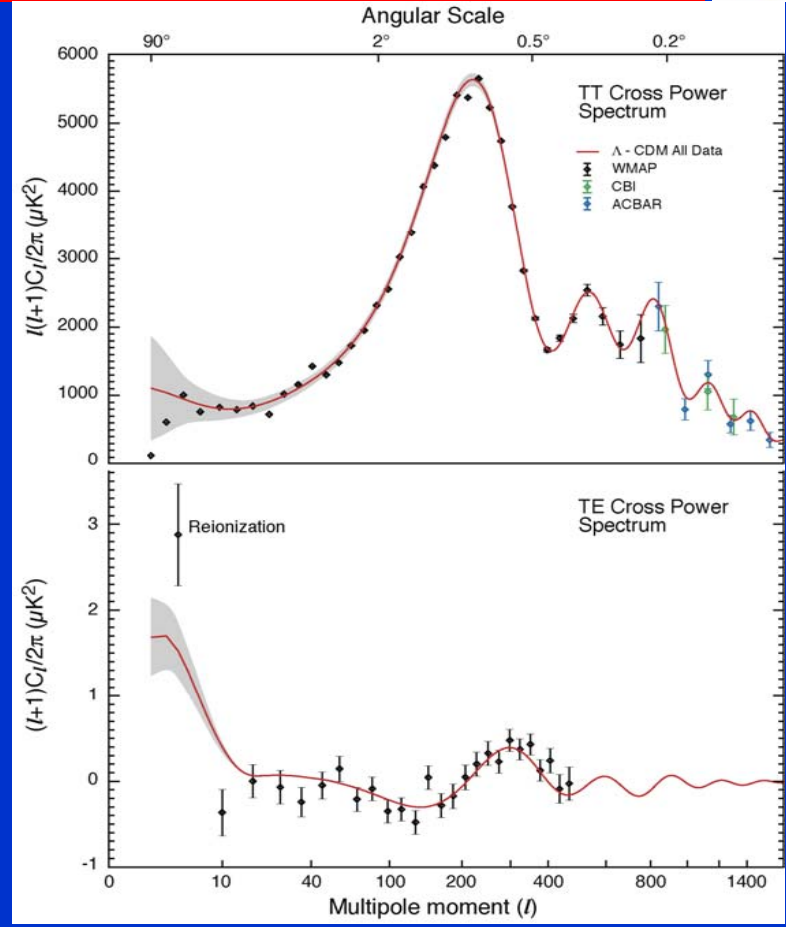 Angular Scale
90° 2° 0.5° 0.2°
6000
5000
4000
3000
2000
1000
0
l(l+1)Cl/2π (µK²)
TT Cross Power
Spectrum
Λ - CDM All Data
WMAP
CBI
ACBAR
3
2
1
0
-1
(l+1)Cl/2π (µK²)
Reionization
TE Cross Power
Spectrum
0 10 40 100 200 400 800 1400
Multipole moment (l)